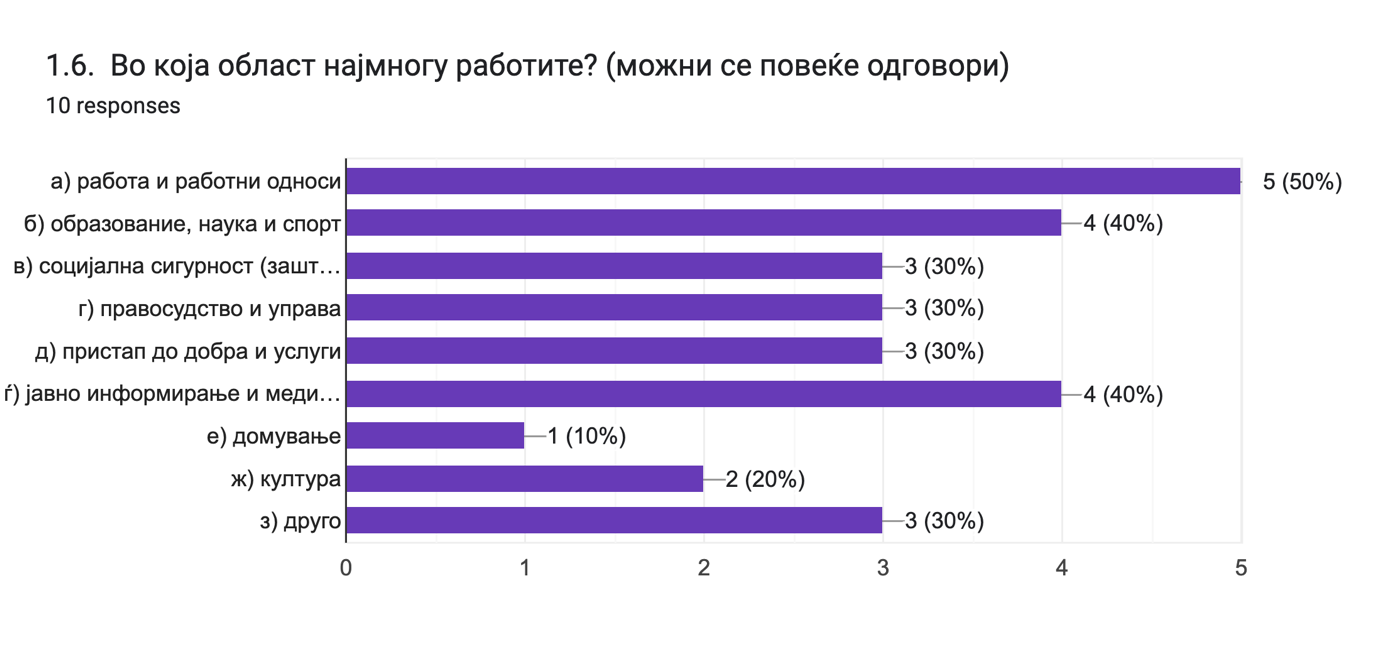 1.6.  Во која област најмногу работите? (можни се повеќе одговори)
10 responses
а) работа и работни односи 5 (50%)
б) образование, наука и спорт 4 (40%)
в) социјална сигурност (зашт… 3 (30%)
г) правосудство и управа 3 (30%)
д) пристап до добра и услуги 3 (30%)
ѓ) јавно информирање и меди… 4 (40%)
е) домување 1 (10%)
ж) култура 2 (20%)
з) друго 3 (30%)
0 1 2 3 4 5